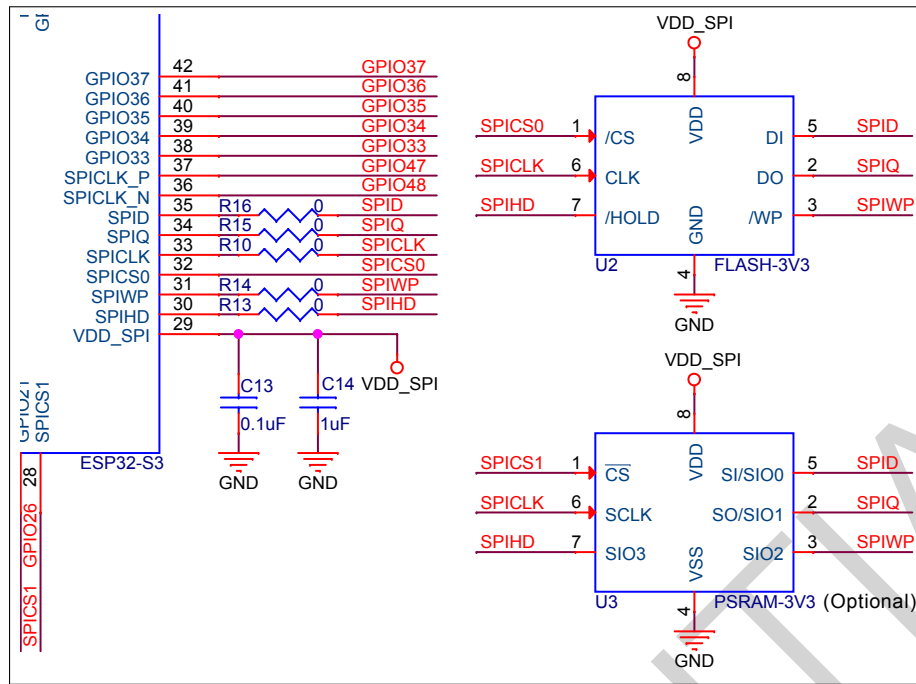 GPIO37 42 GPIO37
GPIO36 41 GPIO36
GPIO35 40 GPIO35
GPIO34 39 GPIO34
GPIO33 38 GPIO33
SPICLK_P 37 GPIO47
SPICLK_N 36 GPIO48
SPID 35 R16 0 SPID
SPIQ 34 R15 0 SPIQ
SPICLK 33 R10 0 SPICLK
SPICS0 32 SPICS0
SPIWP 31 R14 0 SPIWP
SPIHD 30 R13 0 SPIHD
VDD_SPI 29
VDD_SPI
C13
0.1uF
GND
C14
1uF
GND
GPIO21
SPICS1
ESP32-S3
28
GPIO26
SPICS1
VDD_SPI
8
VDD
SPICS0 1 /CS DI 5 SPID
SPICLK 6 CLK DO 2 SPIQ
SPIHD 7 /HOLD /WP 3 SPIWP
GND
U2 FLASH-3V3
4
GND
VDD_SPI
8
VDD
SPICS1 1 CS SI/SIO0 5 SPID
SPICLK 6 SCLK SO/SIO1 2 SPIQ
SPIHD 7 SIO3 SIO2 3 SPIWP
VSS
U3 PSRAM-3V3 (Optional)
4
GND